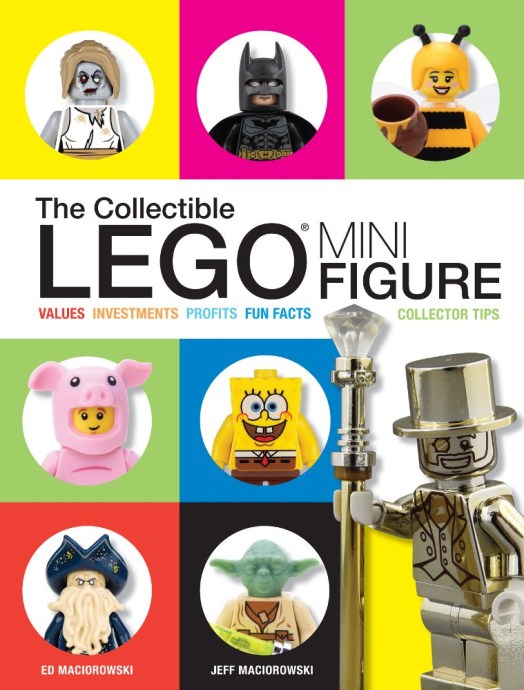 The Collectible
LEGO® MINI
FIGURE
VALUES INVESTMENTS PROFITS FUN FACTS COLLECTOR TIPS
ED MACIOROWSKI JEFF MACIOROWSKI